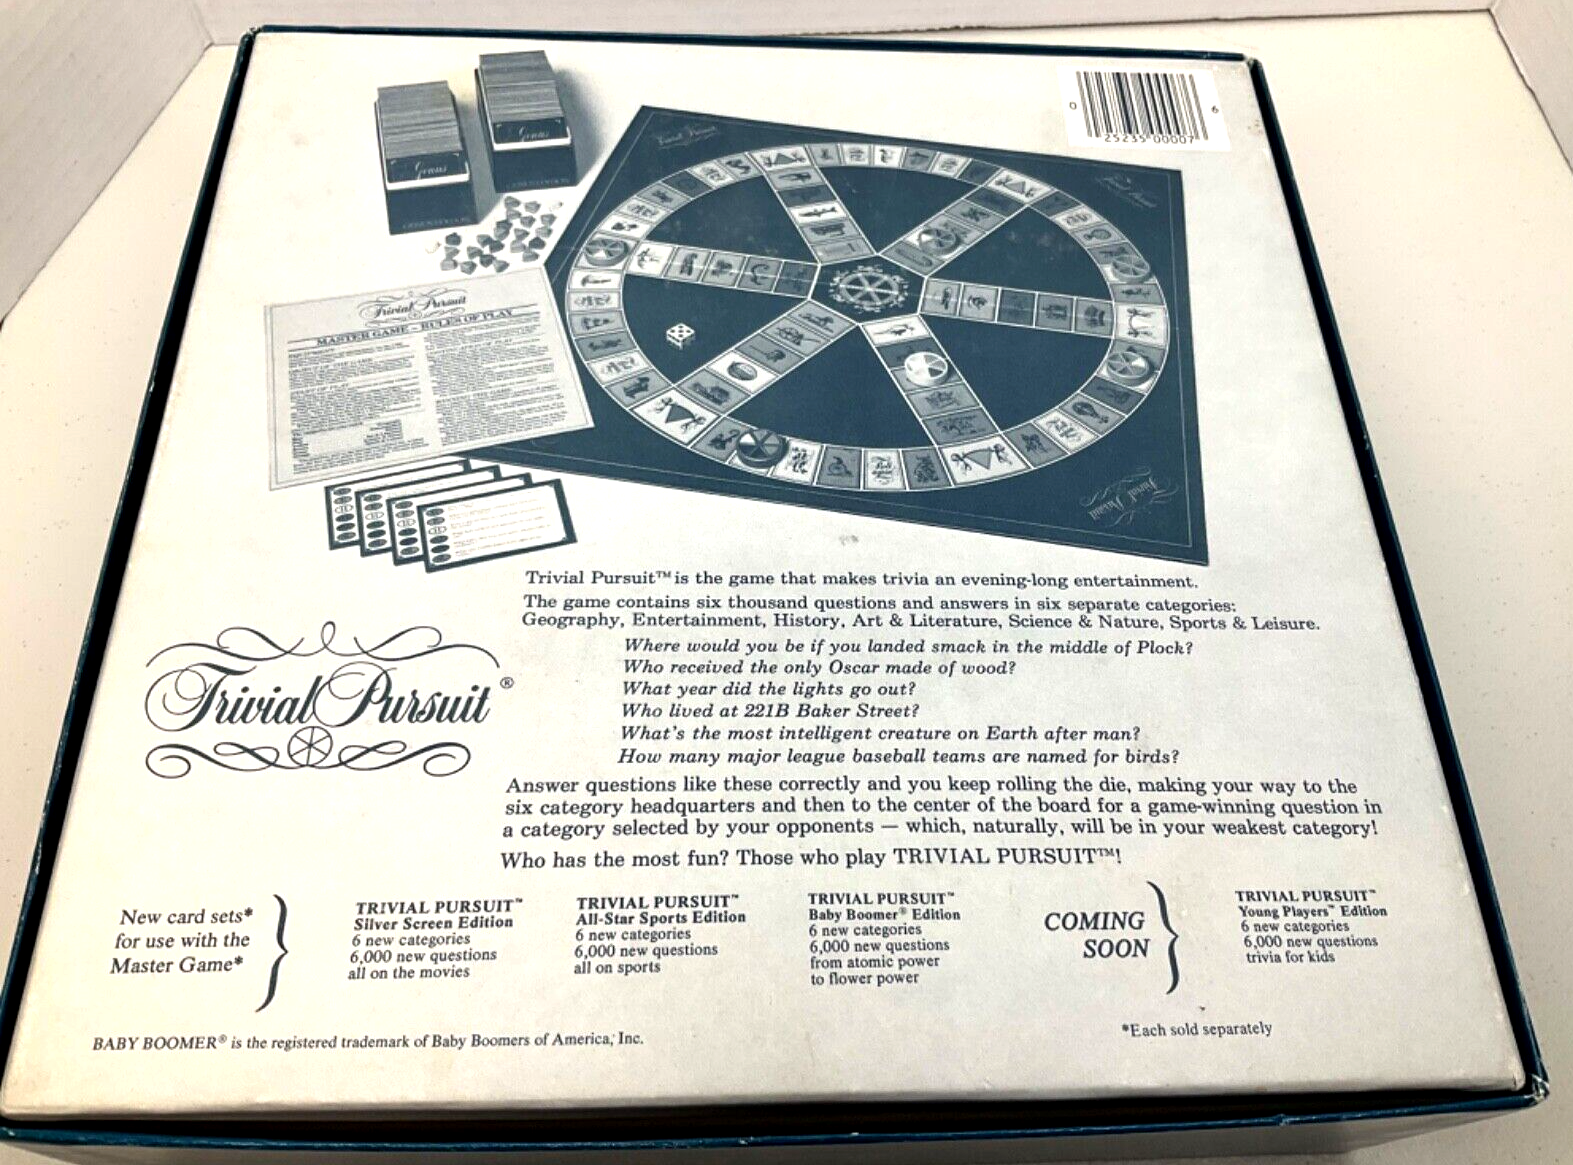 0
25235 00007
6
Genus
Genus
Trivial Pursuit
Trivial Pursuit
MASTER GAME – RULES OF PLAY
Trivial Pursuit
Trivial Pursuit™ is the game that makes trivia an evening-long entertainment.
The game contains six thousand questions and answers in six separate categories:
Geography, Entertainment, History, Art & Literature, Science & Nature, Sports & Leisure.
Where would you be if you landed smack in the middle of Plock?
Who received the only Oscar made of wood?
What year did the lights go out?
Who lived at 221B Baker Street?
What's the most intelligent creature on Earth after man?
How many major league baseball teams are named for birds?
Trivial Pursuit®
Answer questions like these correctly and you keep rolling the die, making your way to the
six category headquarters and then to the center of the board for a game-winning question in
a category selected by your opponents — which, naturally, will be in your weakest category!
Who has the most fun? Those who play TRIVIAL PURSUIT™!
New card sets*
for use with the
Master Game*
TRIVIAL PURSUIT™
Silver Screen Edition
6 new categories
6,000 new questions
all on the movies
TRIVIAL PURSUIT™
All-Star Sports Edition
6 new categories
6,000 new questions
all on sports
TRIVIAL PURSUIT™
Baby Boomer® Edition
6 new categories
6,000 new questions
from atomic power
to flower power
COMING
SOON
TRIVIAL PURSUIT™
Young Players™ Edition
6 new categories
6,000 new questions
trivia for kids
*Each sold separately
BABY BOOMER® is the registered trademark of Baby Boomers of America, Inc.